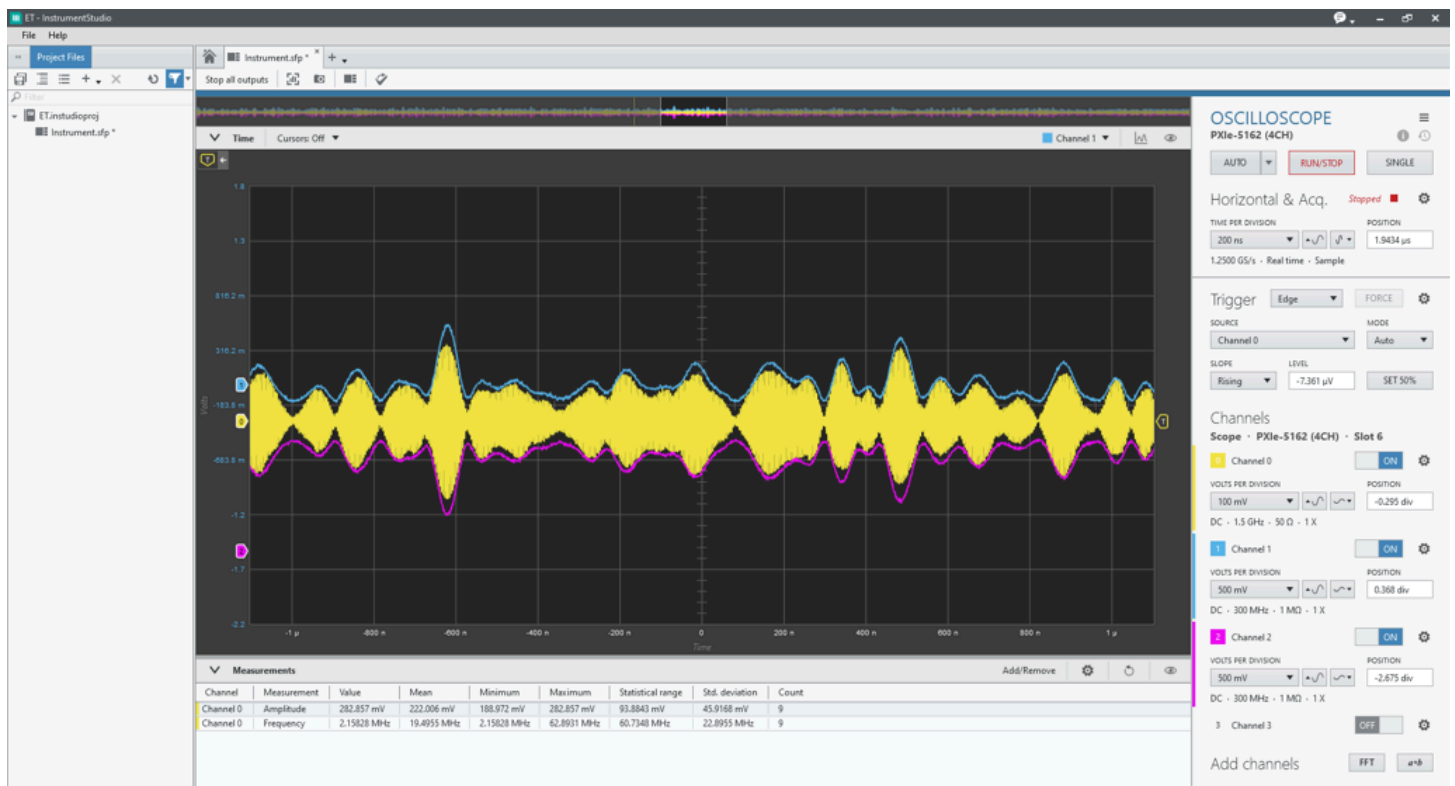 ET - InstrumentStudio
File Help
Project Files
Instrument.sfp *
Stop all outputs
Filter
ET.instudioproj
Instrument.sfp *
Time Cursors: Off Channel 1
T
1.8
1.3
816.2 m
316.2 m
-183.8 m
-683.8 m
-1.2
-1.7
-2.2
Volts
1
0
2
T
-1 µ -800 n -600 n -400 n -200 n 0 200 n 400 n 600 n 800 n 1 µ
Time
Measurements Add/Remove
Channel Measurement Value Mean Minimum Maximum Statistical range Std. deviation Count
Channel 0 Amplitude 282.857 mV 222.006 mV 188.972 mV 282.857 mV 93.8843 mV 45.9168 mV 9
Channel 0 Frequency 2.15828 MHz 19.4955 MHz 2.15828 MHz 62.8931 MHz 60.7348 MHz 22.8955 MHz 9
OSCILLOSCOPE
PXIe-5162 (4CH)
AUTO RUN/STOP SINGLE
Horizontal & Acq. Stopped
TIME PER DIVISION POSITION
200 ns 1.9434 µs
1.2500 GS/s - Real time - Sample
Trigger Edge FORCE
SOURCE MODE
Channel 0 Auto
SLOPE LEVEL
Rising -7.361 µV SET 50%
Channels
Scope · PXIe-5162 (4CH) · Slot 6
0 Channel 0 ON
VOLTS PER DIVISION POSITION
100 mV -0.295 div
DC - 1.5 GHz - 50 Ω - 1 X
1 Channel 1 ON
VOLTS PER DIVISION POSITION
500 mV 0.368 div
DC - 300 MHz - 1 MΩ - 1 X
2 Channel 2 ON
VOLTS PER DIVISION POSITION
500 mV -2.675 div
DC - 300 MHz - 1 MΩ - 1 X
3 Channel 3 OFF
Add channels FFT a+b